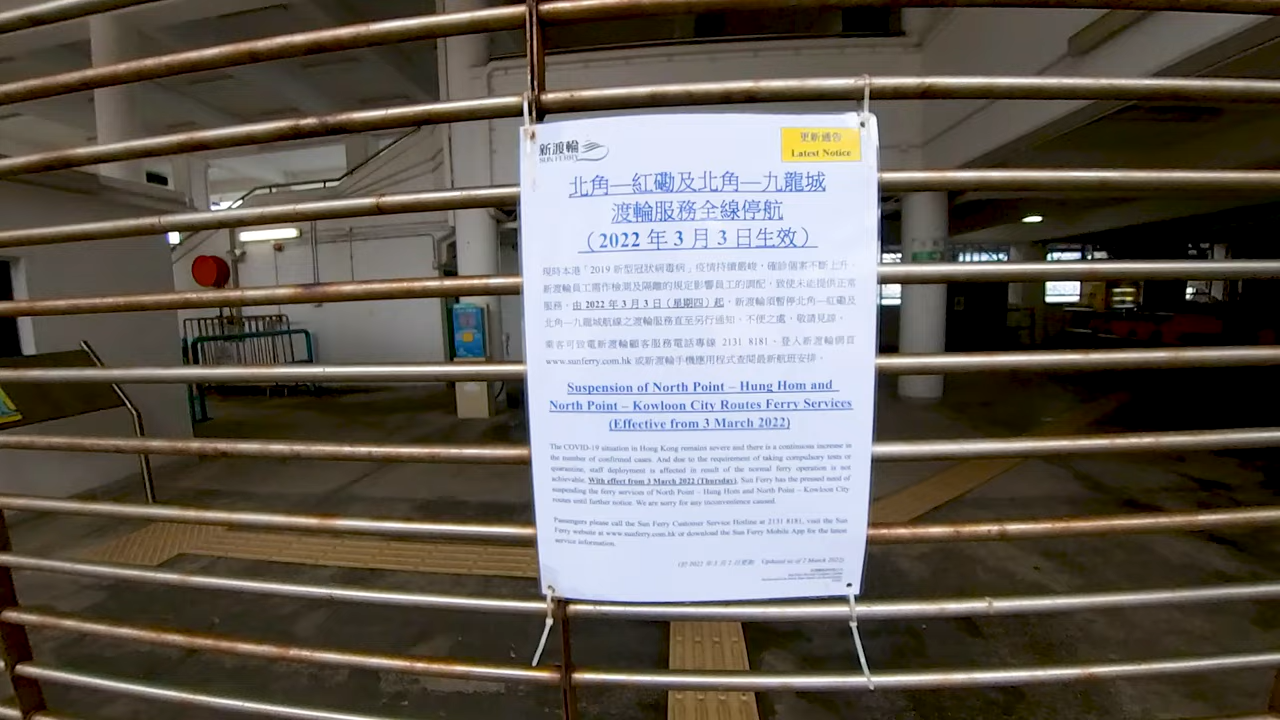 新渡輪
SUN FERRY
更新通告
Latest Notice
北角—紅磡及北角—九龍城
渡輪服務全線停航
（2022 年 3 月 3 日生效）
現時本港「2019 新型冠狀病毒病」疫情持續嚴峻，確診個案不斷上升。
新渡輪員工需作檢測及隔離的規定影響員工的調配，致使未能提供正常
服務。由 2022 年 3 月 3 日（星期四）起，新渡輪須暫停北角—紅磡及
北角—九龍城航線之渡輪服務直至另行通知。不便之處，敬請見諒。
乘客可致電新渡輪顧客服務電話專線 2131 8181、登入新渡輪網頁
www.sunferry.com.hk 或新渡輪手機應用程式查閱最新航班安排。
Suspension of North Point – Hung Hom and
North Point – Kowloon City Routes Ferry Services
(Effective from 3 March 2022)
The COVID-19 situation in Hong Kong remains severe and there is a continuous increase in
the number of confirmed cases. And due to the requirement of taking compulsory tests or
quarantine, staff deployment is affected in result of the normal ferry operation is not
achievable. With effect from 3 March 2022 (Thursday), Sun Ferry has the pressed need of
suspending the ferry services of North Point – Hung Hom and North Point – Kowloon City
routes until further notice. We are sorry for any inconvenience caused.
Passengers please call the Sun Ferry Customer Service Hotline at 2131 8181, visit the Sun
Ferry website at www.sunferry.com.hk or download the Sun Ferry Mobile App for the latest
service information.